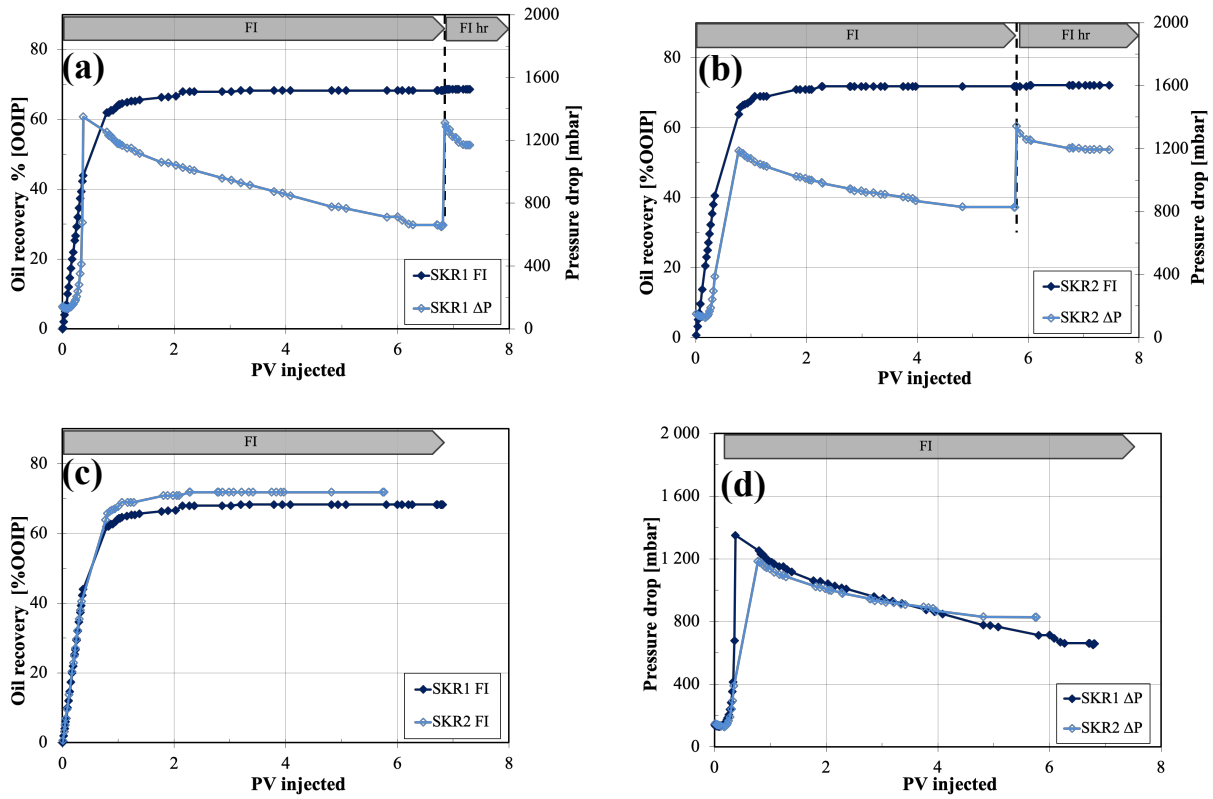 FI
FI hr
(a)
Oil recovery % [OOIP]
80
60
40
20
0
2000
1600
1200
800
400
0
Pressure drop [mbar]
SKR1 FI
SKR1 ΔP
0 2 4 6 8
PV injected
FI
FI hr
(b)
Oil recovery [%OOIP]
80
60
40
20
0
2000
1600
1200
800
400
0
Pressure drop [mbar]
SKR2 FI
SKR2 ΔP
0 2 4 6 8
PV injected
FI
(c)
Oil recovery [%OOIP]
80
60
40
20
0
SKR1 FI
SKR2 FI
0 2 4 6 8
PV injected
FI
(d)
Pressure drop [mbar]
2 000
1 600
1200
800
400
0
SKR1 ΔP
SKR2 ΔP
0 2 4 6 8
PV injected